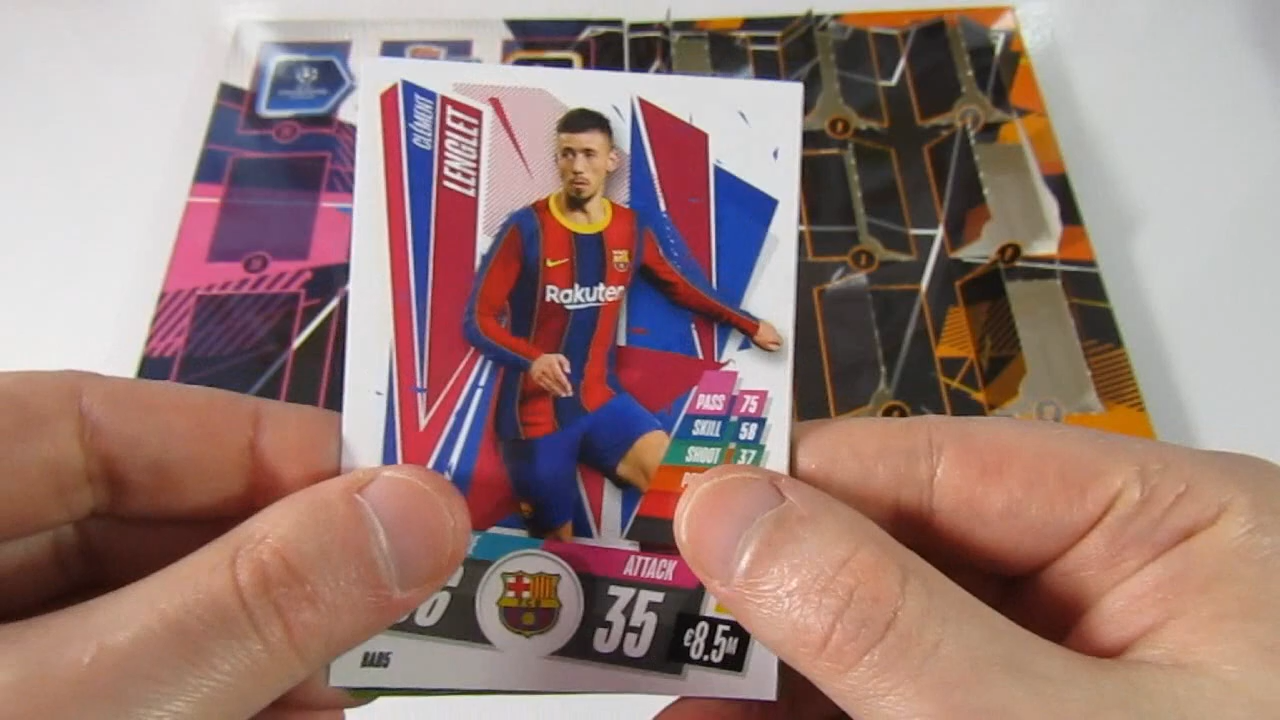 CLÉMENT
LENGLET
Rakuten
PASS 75
SKILL 58
SHOOT 37
ATTACK
35
€8.5M
BAR5